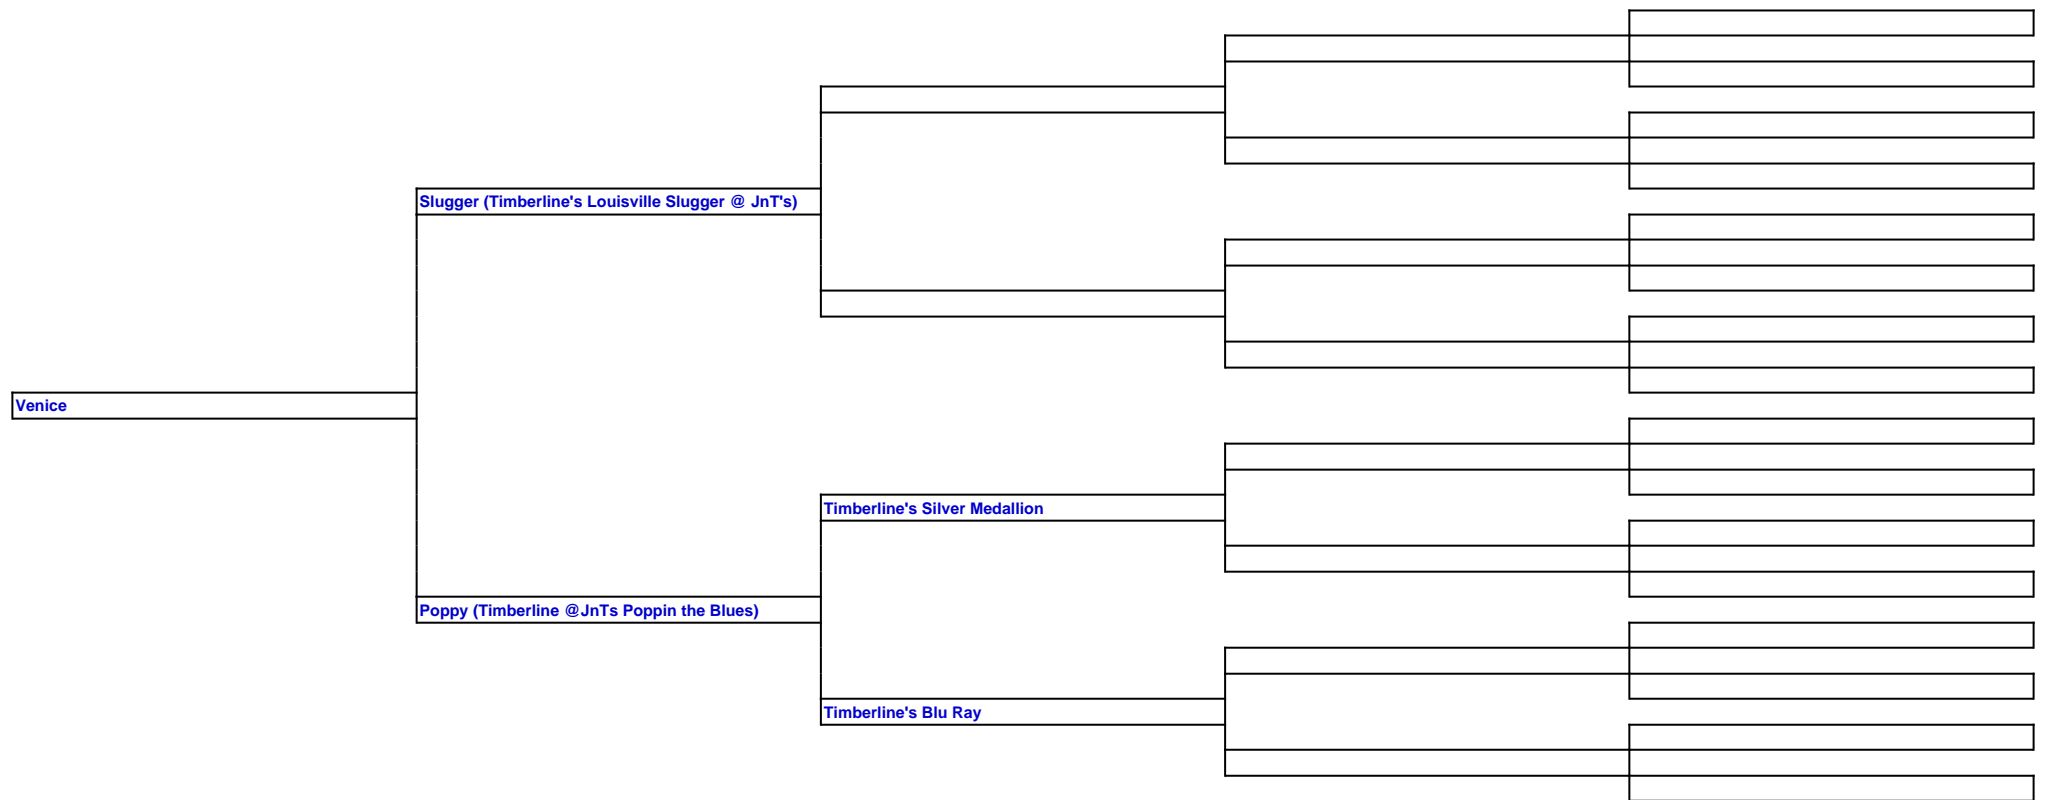 Slugger (Timberline's Louisville Slugger @ JnT's)
Venice
Timberline's Silver Medallion
Poppy (Timberline @JnTs Poppin the Blues)
Timberline's Blu Ray